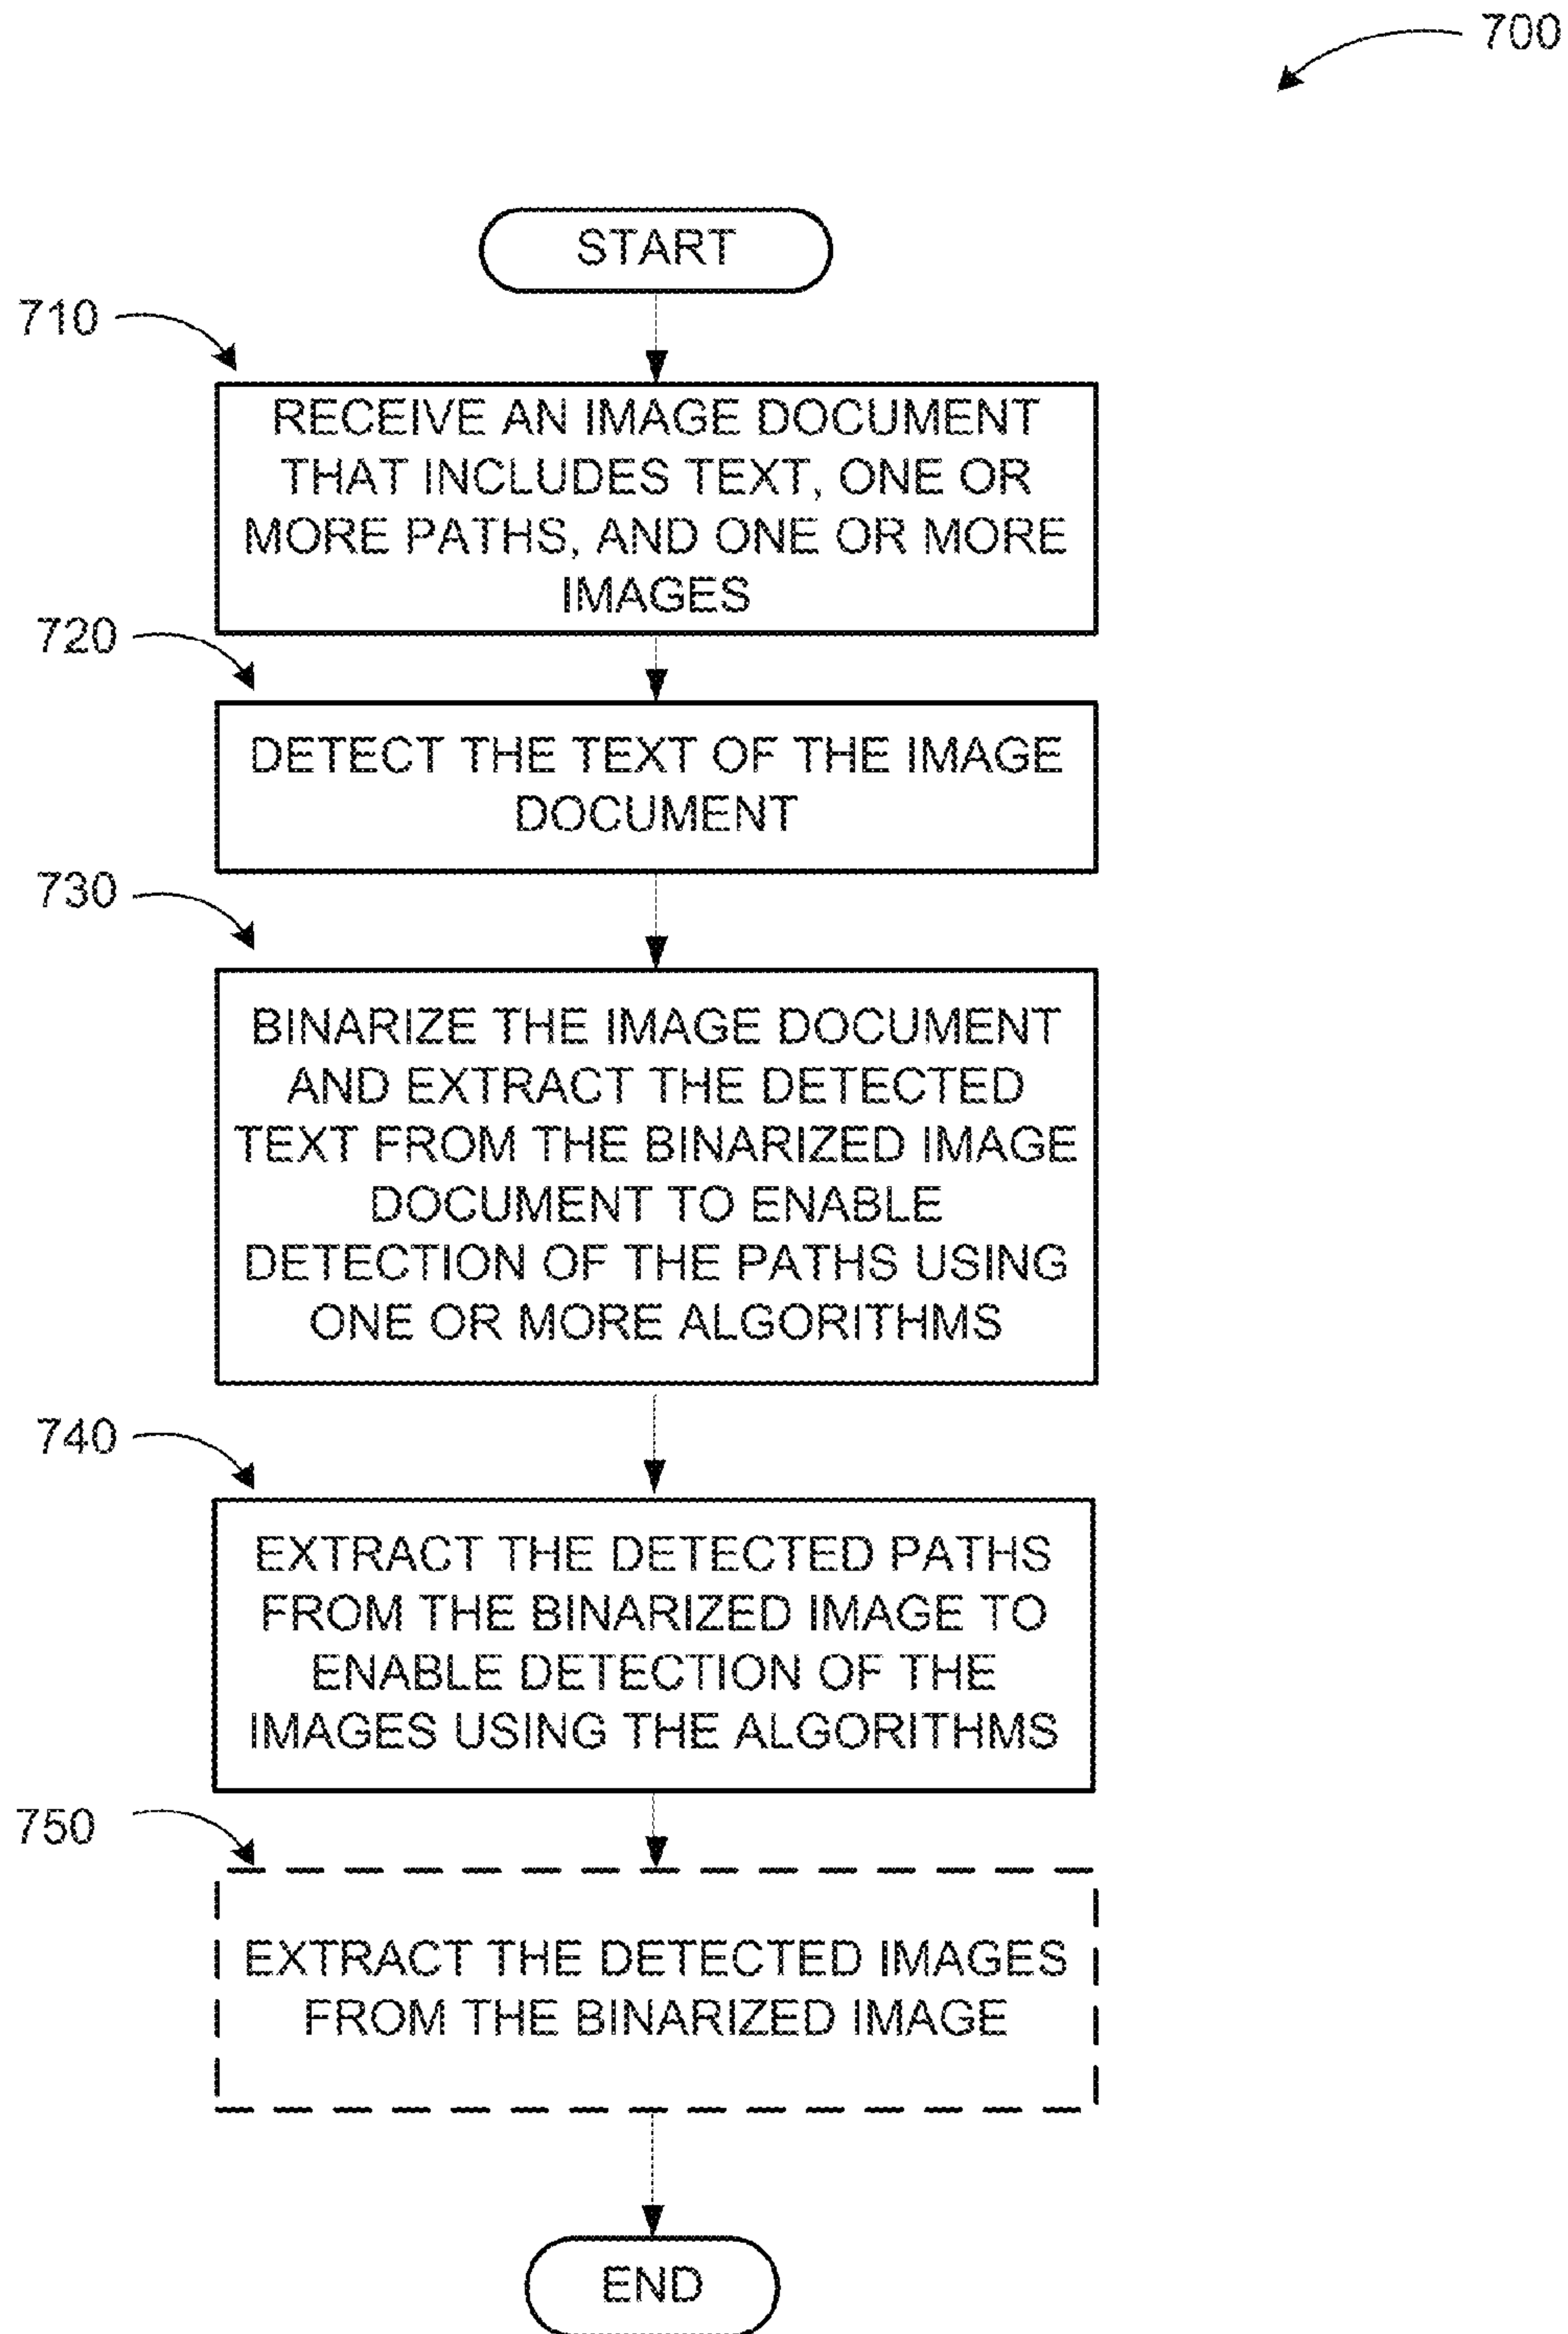 700
START
710
RECEIVE AN IMAGE DOCUMENT
THAT INCLUDES TEXT, ONE OR
MORE PATHS, AND ONE OR MORE
IMAGES
720
DETECT THE TEXT OF THE IMAGE
DOCUMENT
730
BINARIZE THE IMAGE DOCUMENT
AND EXTRACT THE DETECTED
TEXT FROM THE BINARIZED IMAGE
DOCUMENT TO ENABLE
DETECTION OF THE PATHS USING
ONE OR MORE ALGORITHMS
740
EXTRACT THE DETECTED PATHS
FROM THE BINARIZED IMAGE TO
ENABLE DETECTION OF THE
IMAGES USING THE ALGORITHMS
750
EXTRACT THE DETECTED IMAGES
FROM THE BINARIZED IMAGE
END